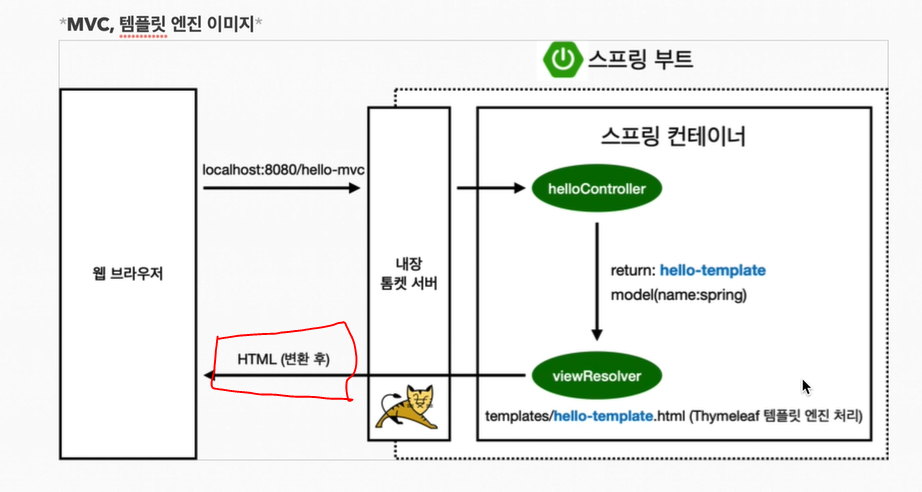 *MVC, 템플릿 엔진 이미지*
스프링 부트
스프링 컨테이너
localhost:8080/hello-mvc
helloController
웹 브라우저
내장
톰켓 서버
return: hello-template
model(name:spring)
HTML (변환 후)
viewResolver
templates/hello-template.html (Thymeleaf 템플릿 엔진 처리)